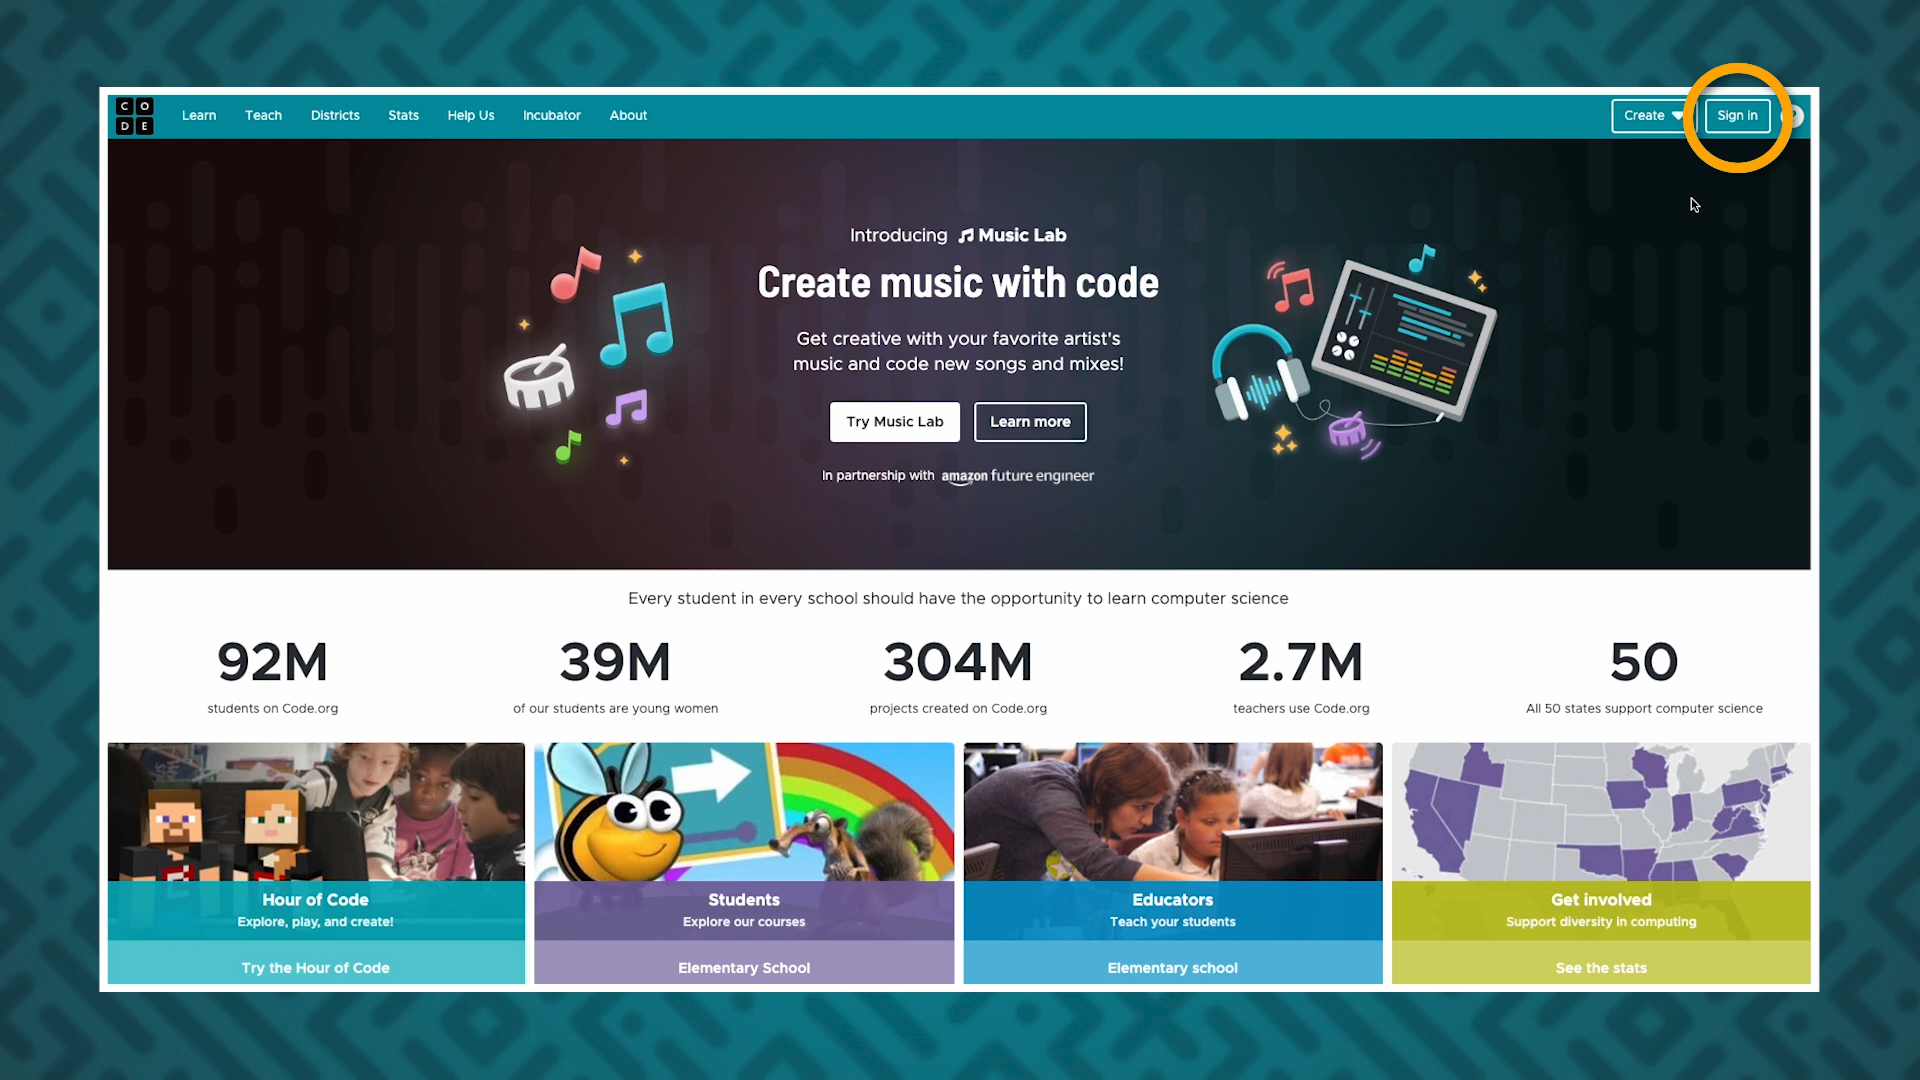 C O
D E
Learn
Teach
Districts
Stats
Help Us
Incubator
About
Create
Sign in
Introducing Music Lab
Create music with code
Get creative with your favorite artist's
music and code new songs and mixes!
Try Music Lab
Learn more
In partnership with amazon future engineer
Every student in every school should have the opportunity to learn computer science
92M
students on Code.org
39M
of our students are young women
304M
projects created on Code.org
2.7M
teachers use Code.org
50
All 50 states support computer science
Hour of Code
Explore, play, and create!
Try the Hour of Code
Students
Explore our courses
Elementary School
Educators
Teach your students
Elementary school
Get involved
Support diversity in computing
See the stats